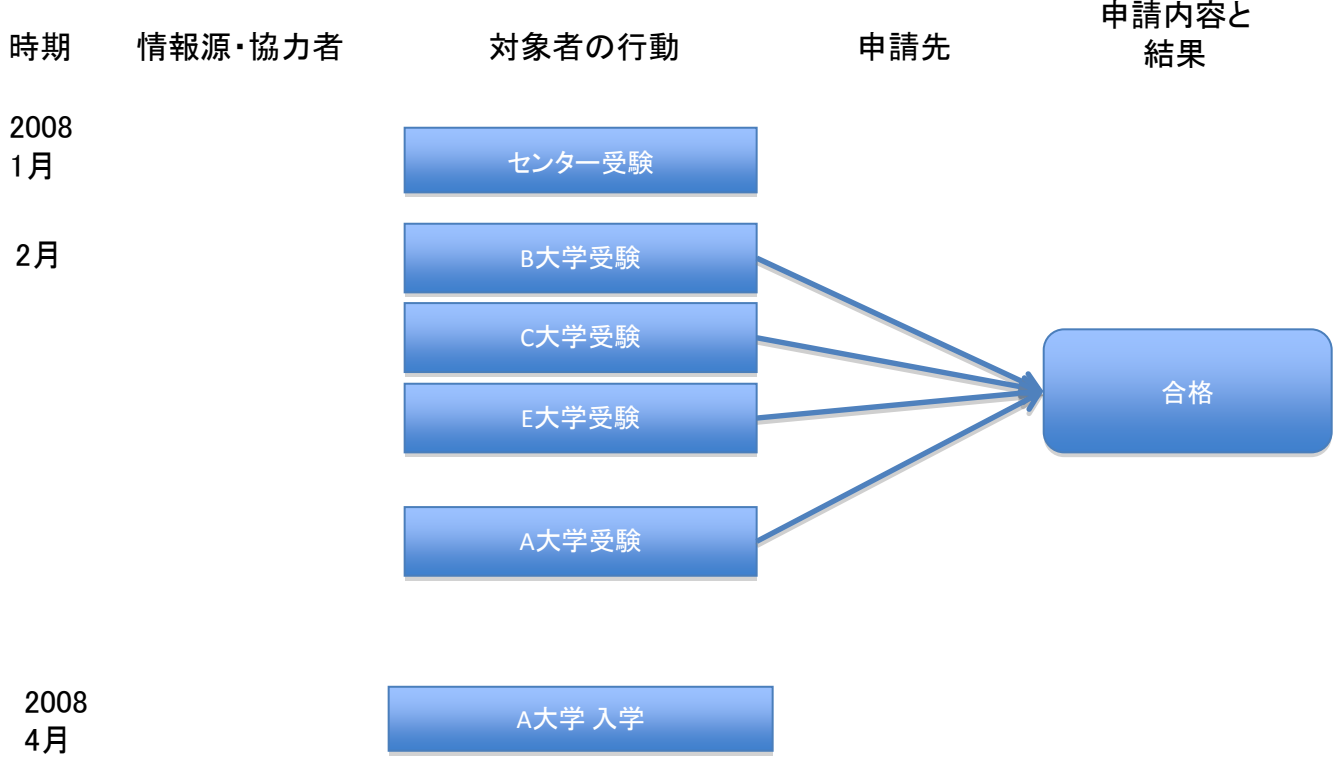 時期
情報源・協力者
対象者の行動
申請先
申請内容と
結果
2008
1月
センター受験
2月
B大学受験
C大学受験
E大学受験
合格
A大学受験
2008
4月
A大学 入学